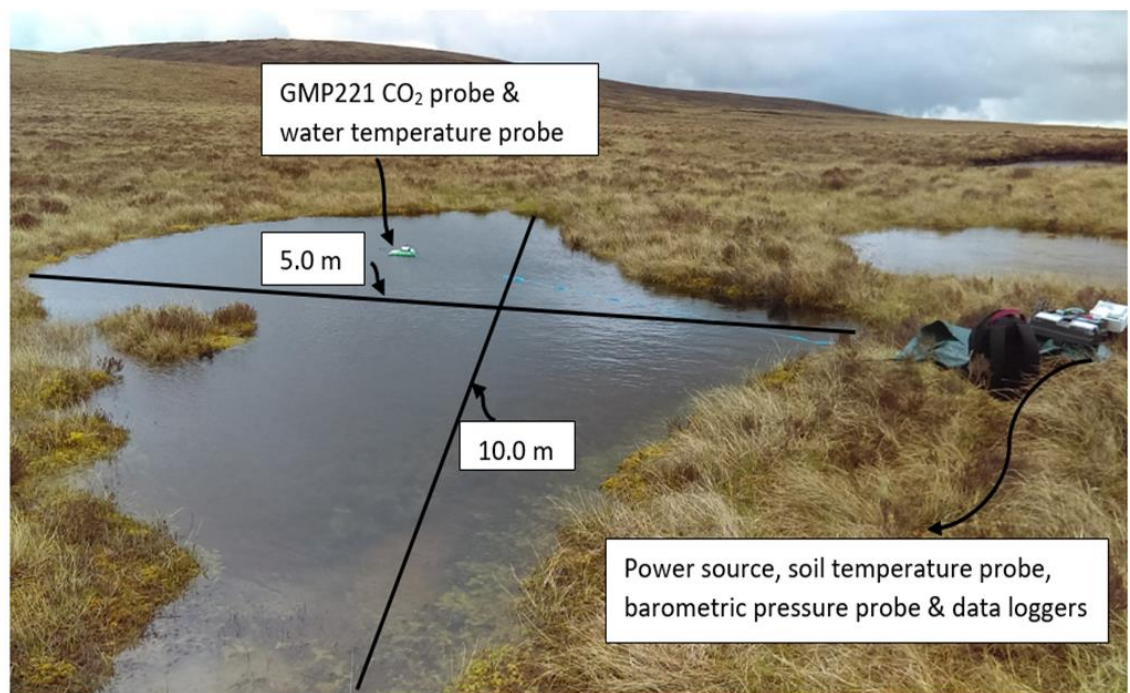 GMP221 CO₂ probe &
water temperature probe
5.0 m
10.0 m
Power source, soil temperature probe,
barometric pressure probe & data loggers